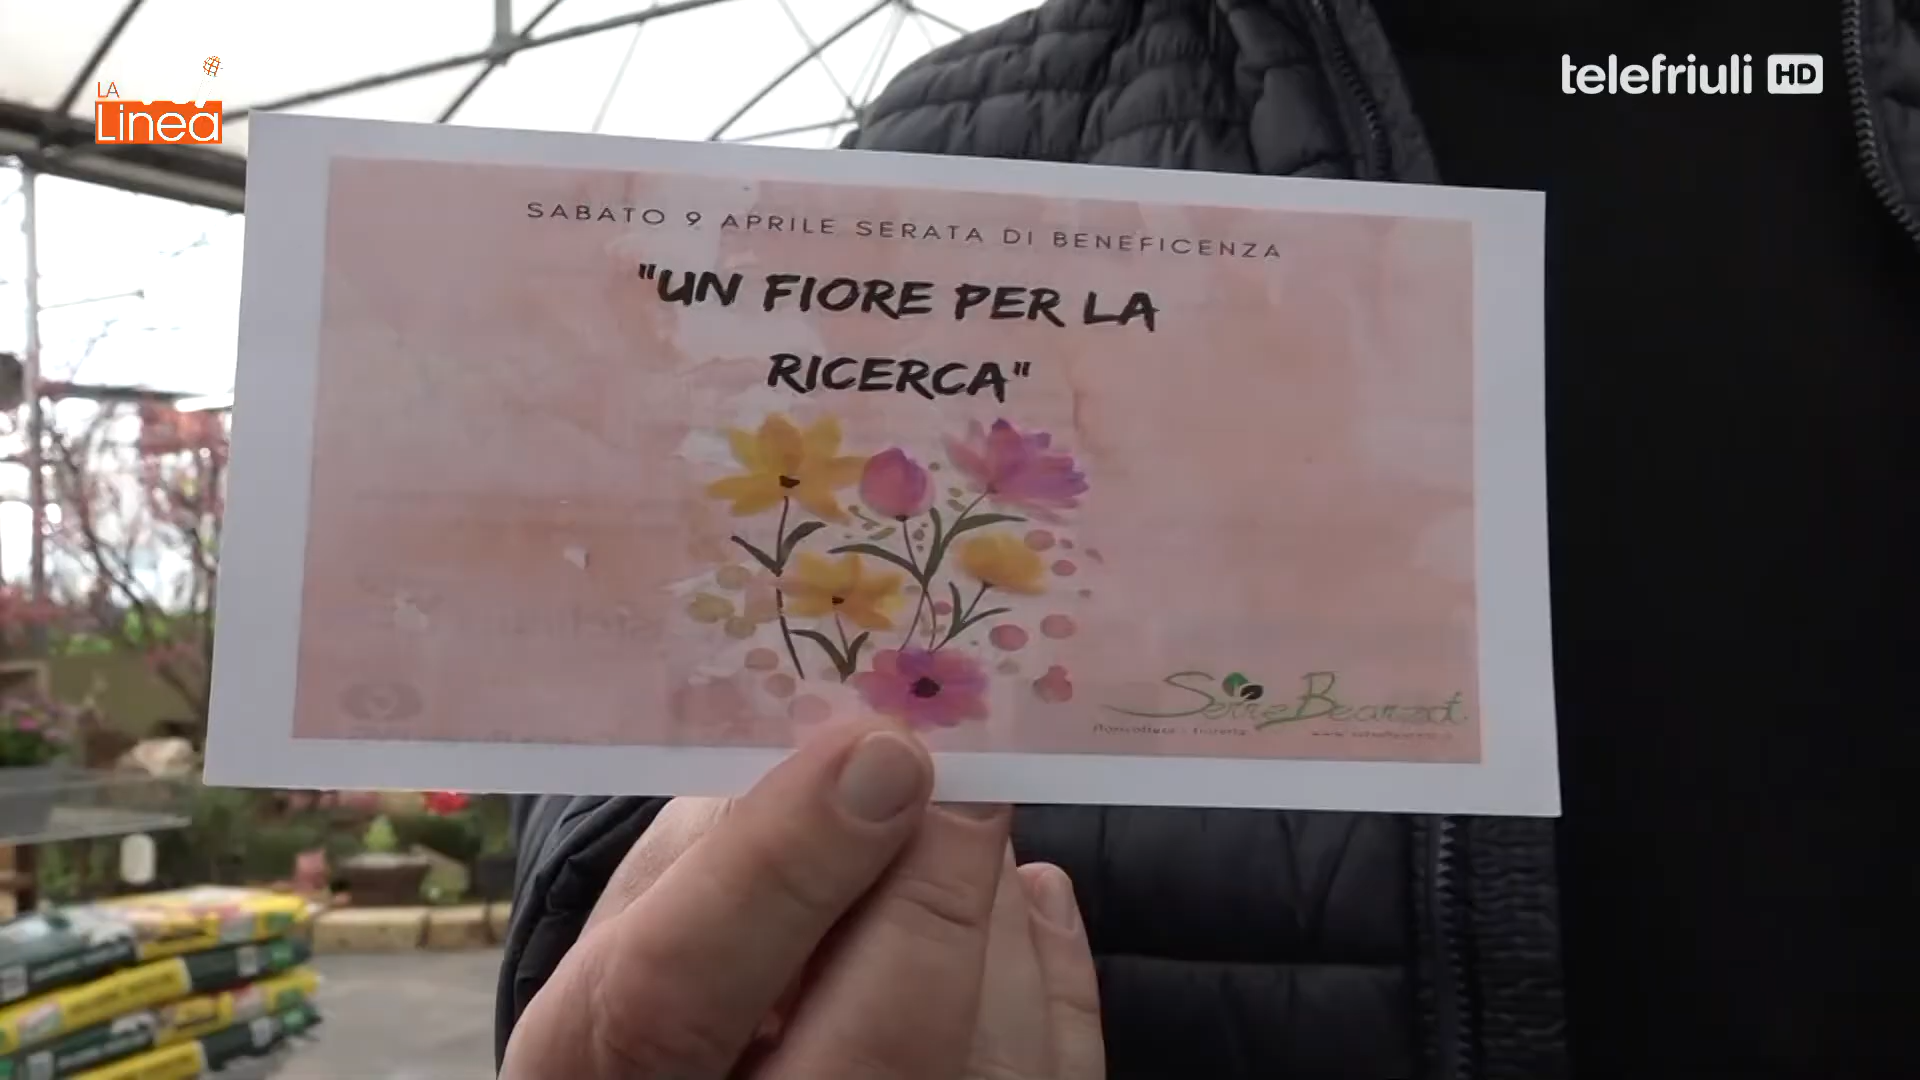 LA
Linea
telefriuli HD
SABATO 9 APRILE SERATA DI BENEFICENZA
"UN FIORE PER LA
RICERCA"
Serre Bearzot